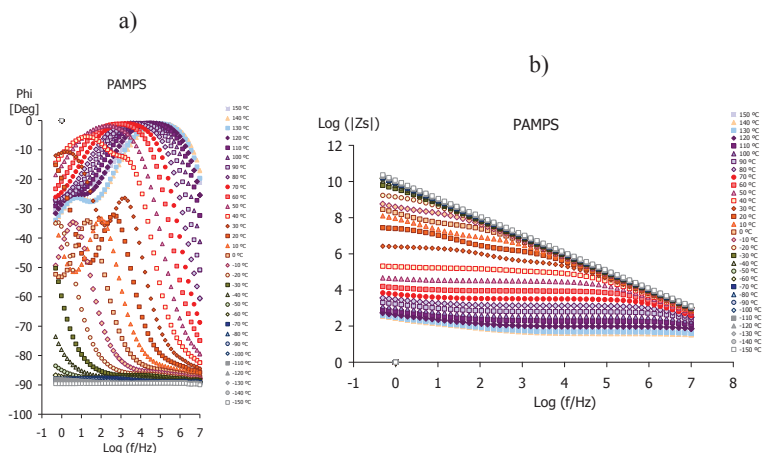 a)
PAMPS
Phi
[Deg]
0
-10
-20
-30
-40
-50
-60
-70
-80
-90
-100
-1 0 1 2 3 4 5 6 7
Log (f/Hz)
150 ºC
140 ºC
130 ºC
120 ºC
110 ºC
100 ºC
90 ºC
80 ºC
70 ºC
60 ºC
50 ºC
40 ºC
30 ºC
20 ºC
10 ºC
0 ºC
-10 ºC
-20 ºC
-30 ºC
-40 ºC
-50 ºC
-60 ºC
-70 ºC
-80 ºC
-90 ºC
-100 ºC
-110 ºC
-120 ºC
-130 ºC
-140 ºC
-150 ºC
b)
Log (|Zs|)
PAMPS
12
10
8
6
4
2
0
-1 0 1 2 3 4 5 6 7 8
Log (f/Hz)
150 ºC
140 ºC
130 ºC
120 ºC
110 ºC
100 ºC
90 ºC
80 ºC
70 ºC
60 ºC
50 ºC
40 ºC
30 ºC
20 ºC
10 ºC
0 ºC
-10 ºC
-20 ºC
-30 ºC
-40 ºC
-50 ºC
-60 ºC
-70 ºC
-80 ºC
-90 ºC
-100 ºC
-110 ºC
-120 ºC
-130 ºC
-140 ºC
-150 ºC